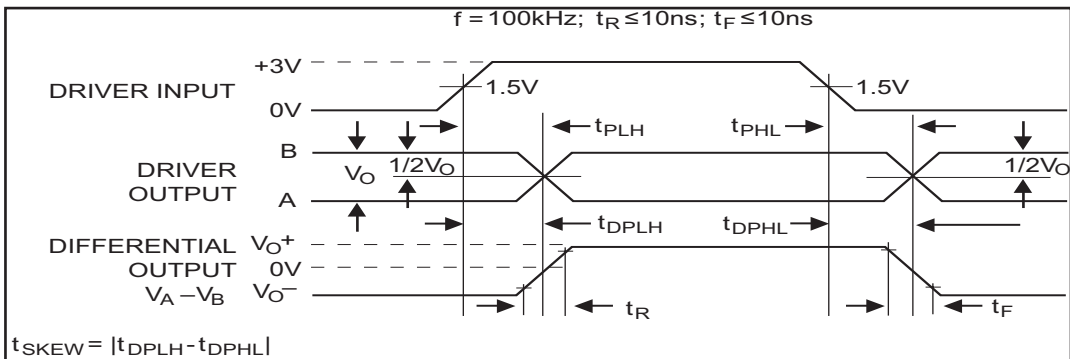 f = 100kHz; tR ≤ 10ns; tF ≤ 10ns
+3V
DRIVER INPUT
1.5V
1.5V
0V
tPLH
tPHL
B
DRIVER OUTPUT
VO
1/2VO
1/2VO
A
tDPLH
tDPHL
DIFFERENTIAL OUTPUT
VA – VB
VO+
0V
VO–
tR
tF
tSKEW = |tDPLH - tDPHL|